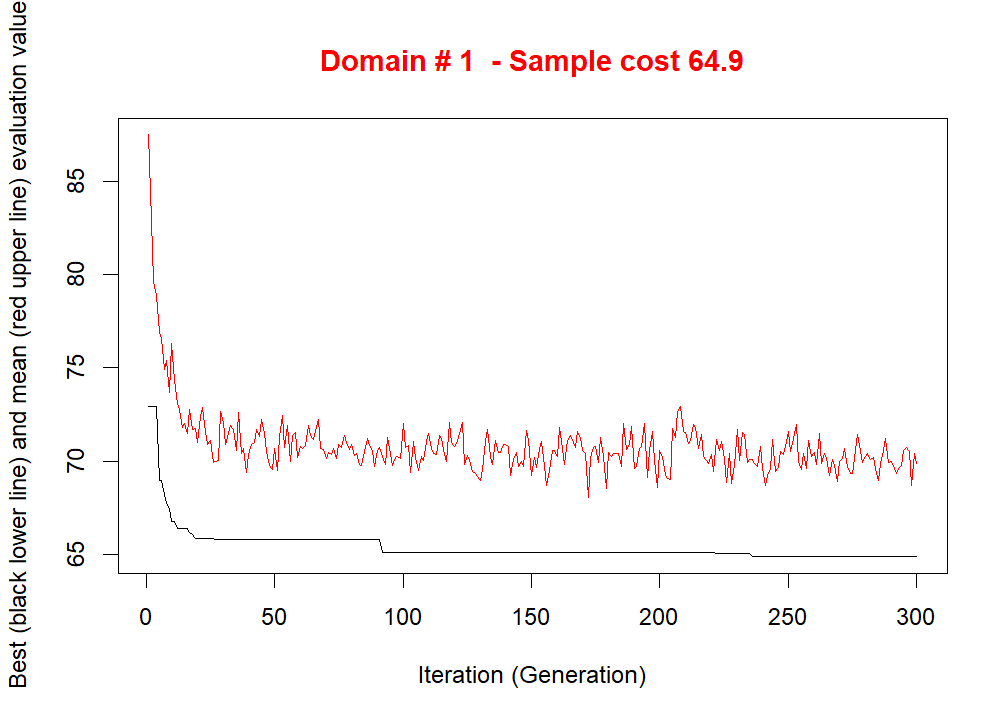 Domain # 1  - Sample cost 64.9
Best (black lower line) and mean (red upper line) evaluation value
85
80
75
70
65
0 50 100 150 200 250 300
Iteration (Generation)